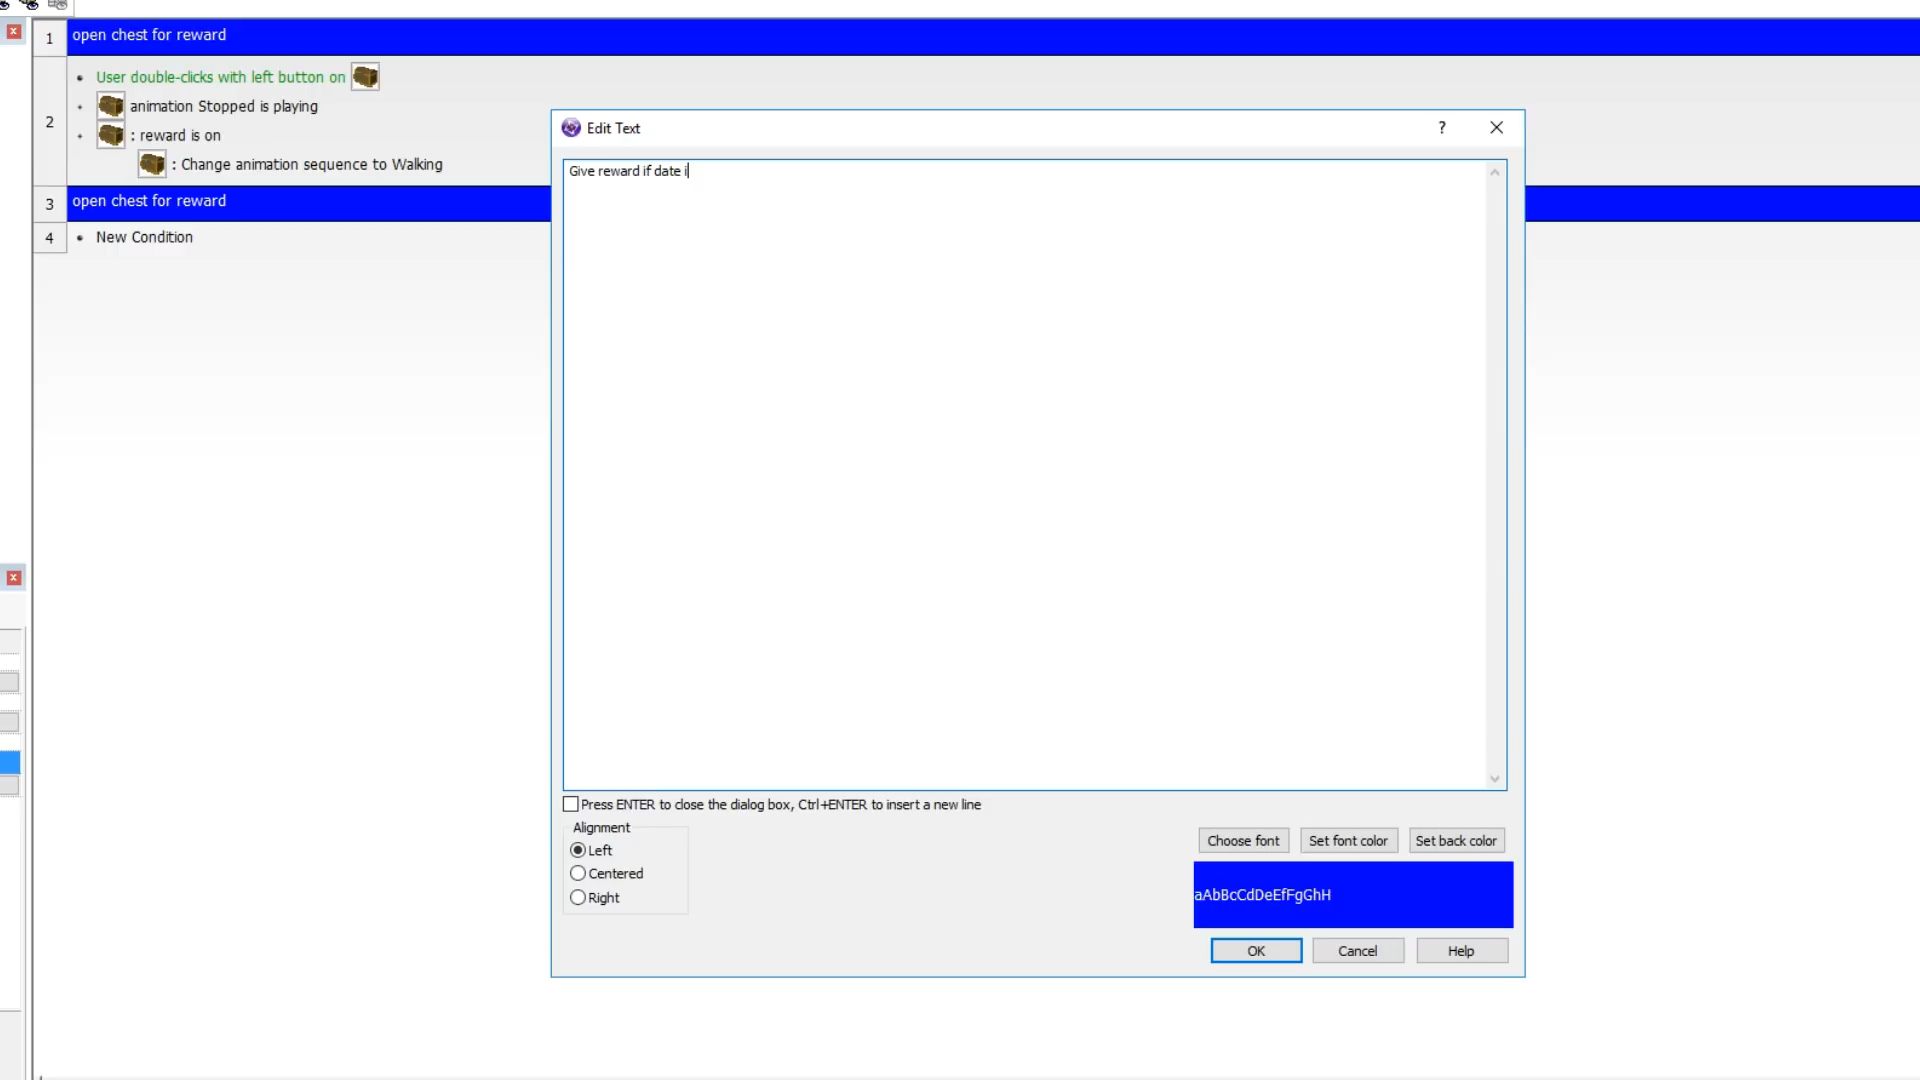 1 open chest for reward
2
User double-clicks with left button on
animation Stopped is playing
: reward is on
: Change animation sequence to Walking
3 open chest for reward
4 New Condition
Edit Text
?
Give reward if date i
Press ENTER to close the dialog box, Ctrl+ENTER to insert a new line
Alignment
Left
Centered
Right
Choose font Set font color Set back color
aAbBcCdDeEfFgGhH
OK Cancel Help